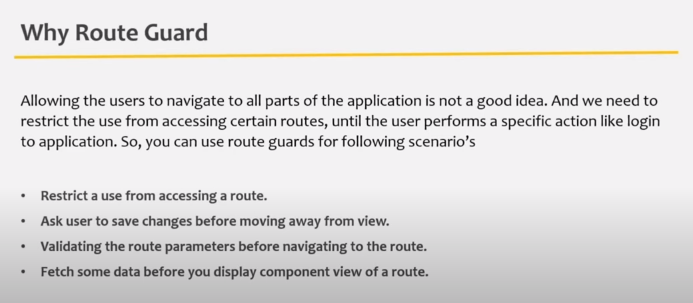 Why Route Guard
Allowing the users to navigate to all parts of the application is not a good idea. And we need to
restrict the use from accessing certain routes, until the user performs a specific action like login
to application. So, you can use route guards for following scenario's
• Restrict a use from accessing a route.
• Ask user to save changes before moving away from view.
• Validating the route parameters before navigating to the route.
• Fetch some data before you display component view of a route.